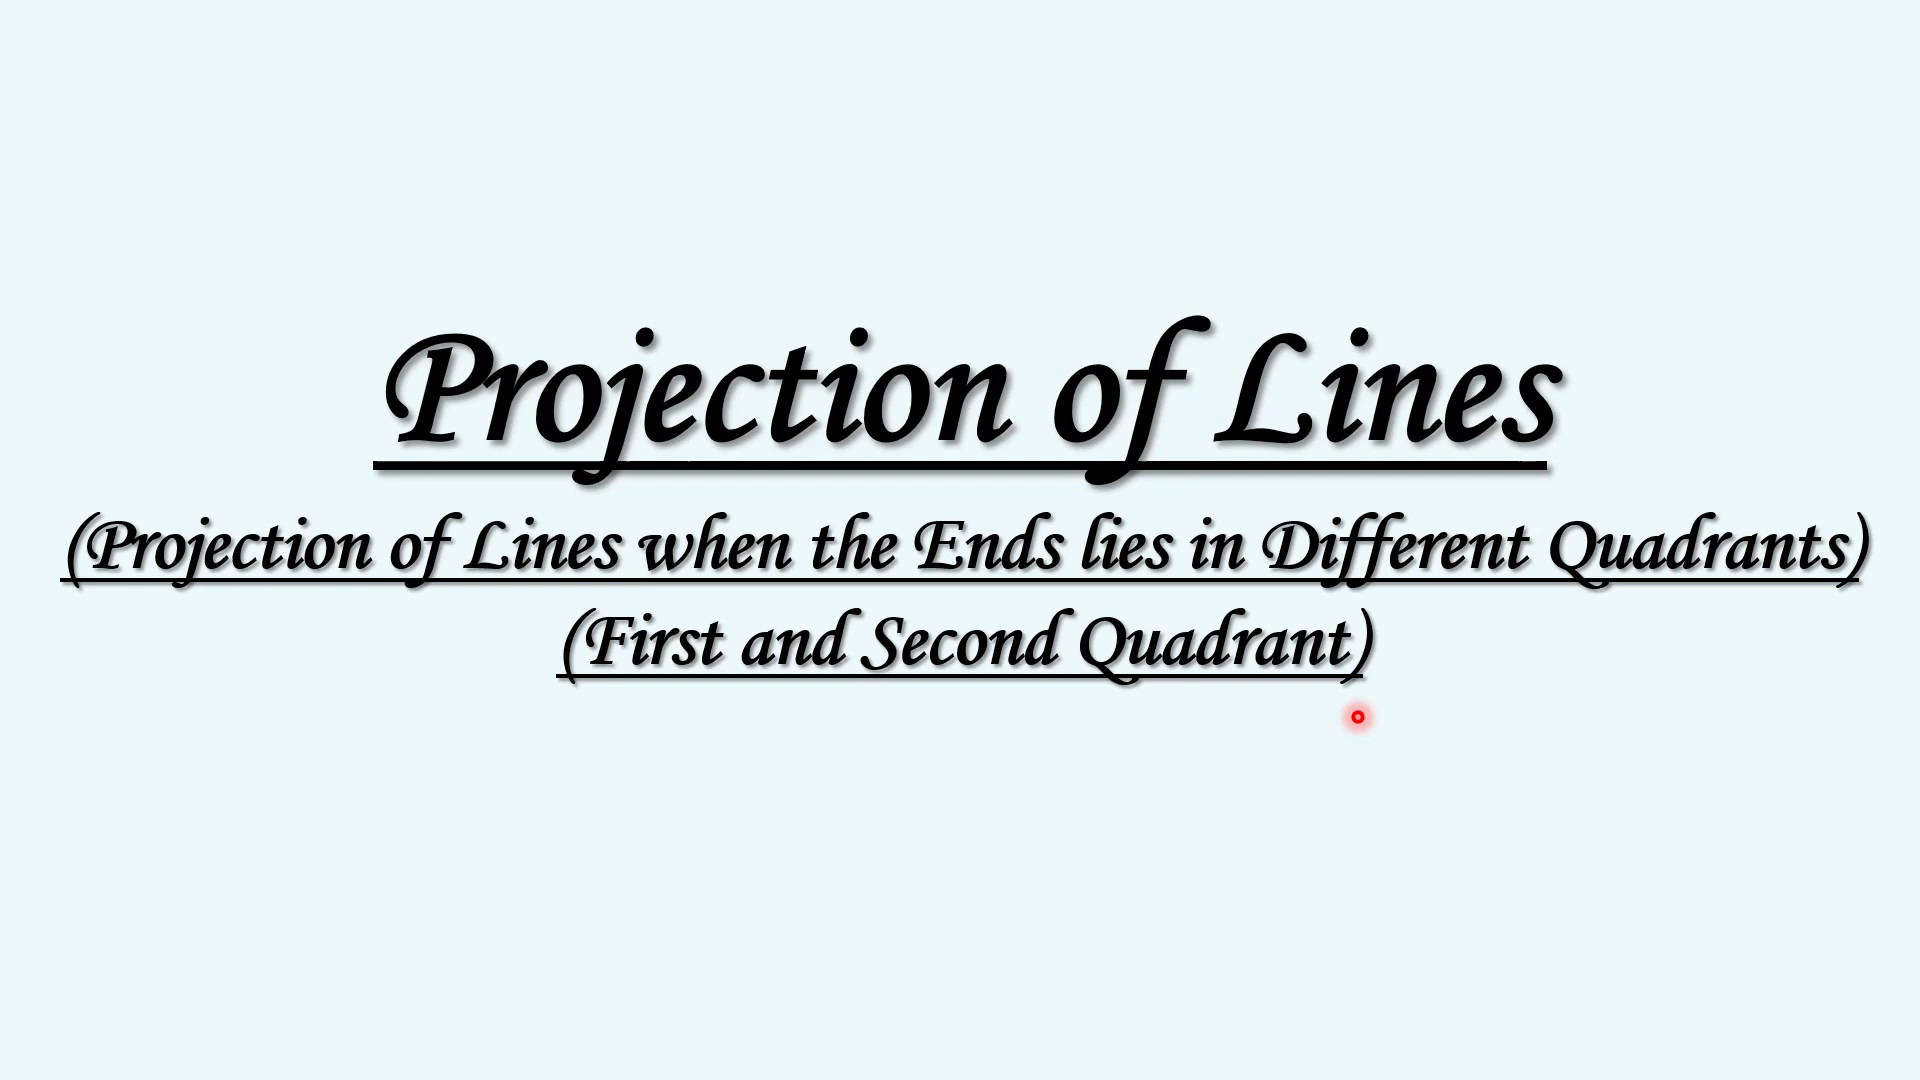 Projection of Lines
(Projection of Lines when the Ends lies in Different Quadrants)
(First and Second Quadrant)